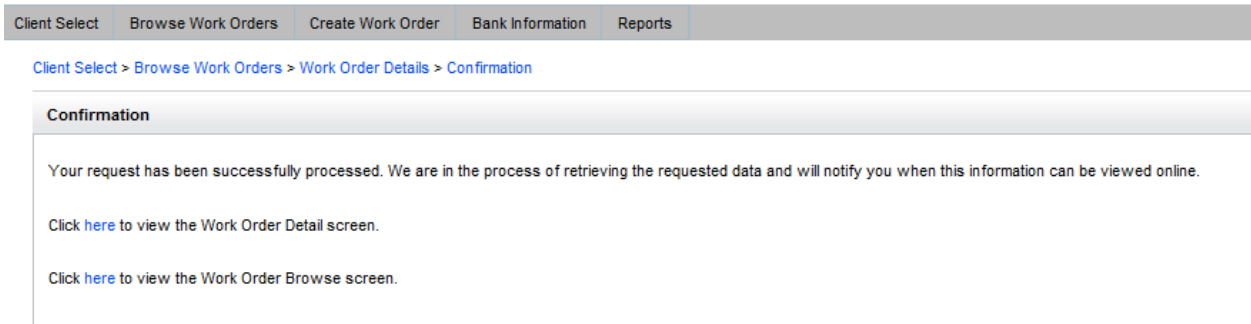 Client Select Browse Work Orders Create Work Order Bank Information Reports
Client Select > Browse Work Orders > Work Order Details > Confirmation
Confirmation
Your request has been successfully processed. We are in the process of retrieving the requested data and will notify you when this information can be viewed online.
Click here to view the Work Order Detail screen.
Click here to view the Work Order Browse screen.